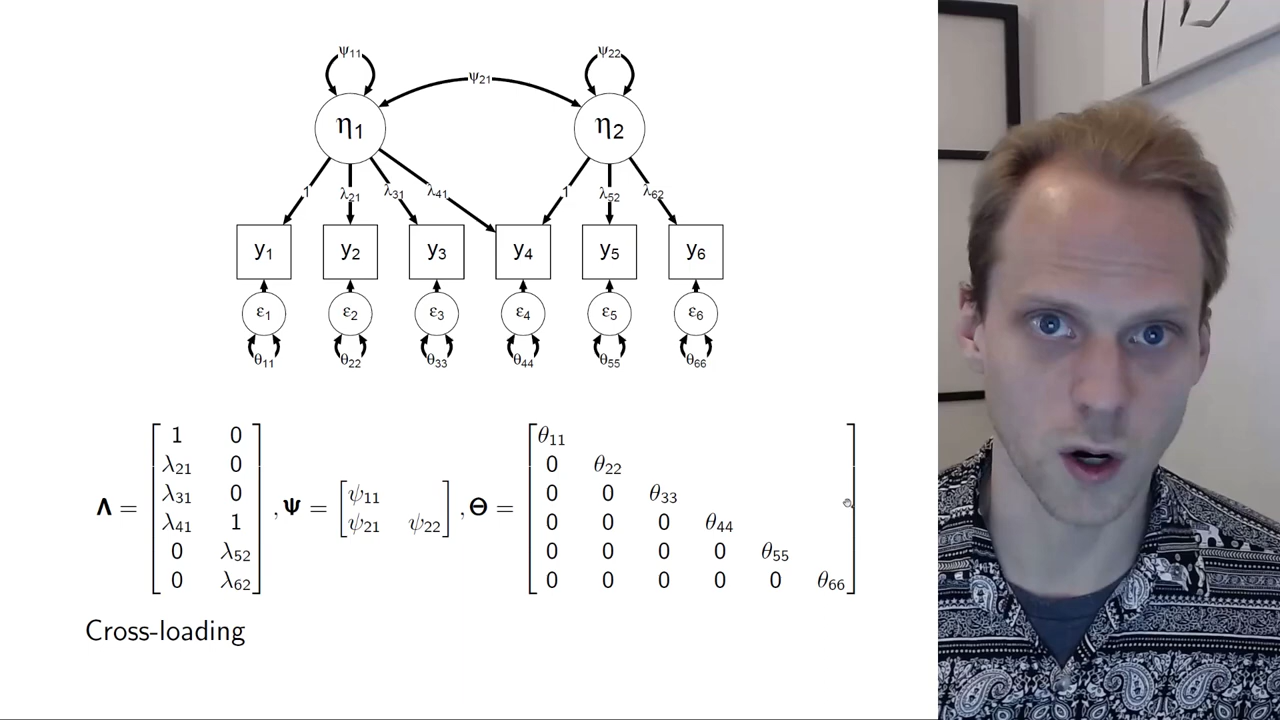 ψ₁₁ ψ₂₂
ψ₂₁
η₁ η₂
1 λ₂₁ λ₃₁ λ₄₁ 1 λ₅₂ λ₆₂
y₁ y₂ y₃ y₄ y₅ y₆
ε₁ ε₂ ε₃ ε₄ ε₅ ε₆
θ₁₁ θ₂₂ θ₃₃ θ₄₄ θ₅₅ θ₆₆
Λ = [1 0
λ₂₁ 0
λ₃₁ 0
λ₄₁ 1
0 λ₅₂
0 λ₆₂]
, Ψ = [ψ₁₁
ψ₂₁ ψ₂₂]
, Θ = [θ₁₁
0 θ₂₂
0 0 θ₃₃
0 0 0 θ₄₄
0 0 0 0 θ₅₅
0 0 0 0 0 θ₆₆]
Cross-loading